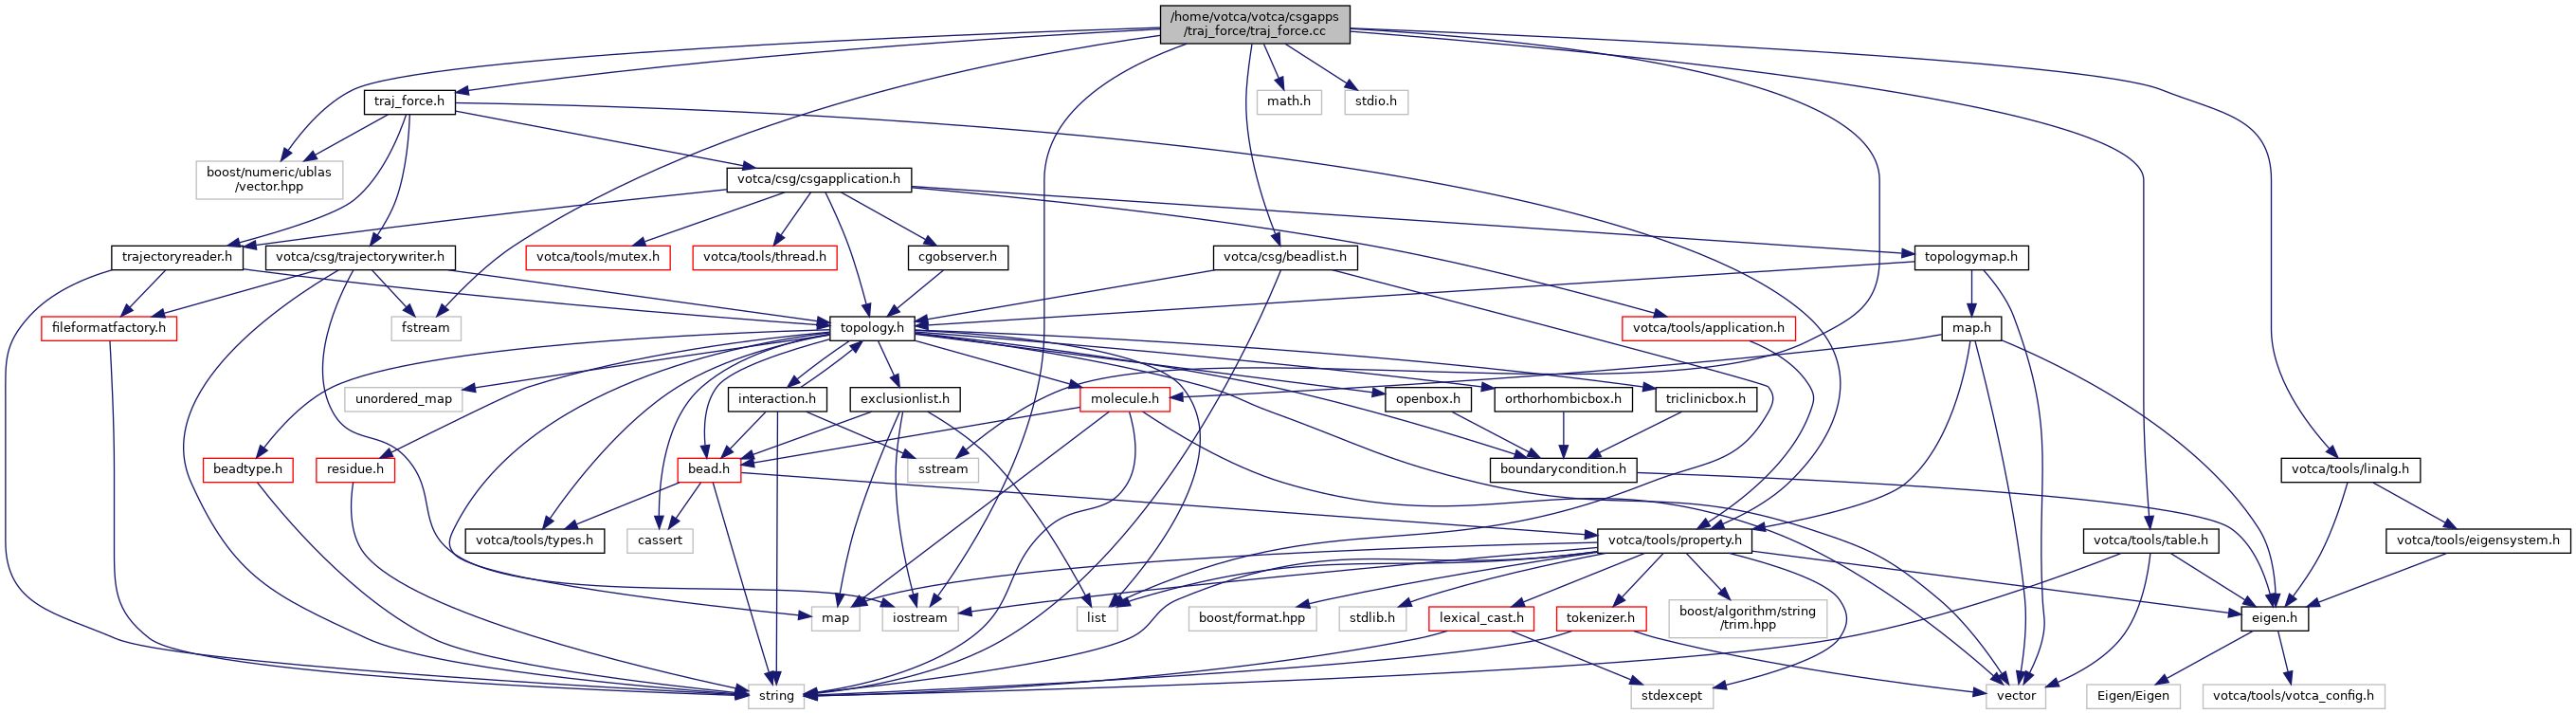 /home/votca/votca/csgapps
/traj_force/traj_force.cc
traj_force.h
math.h
stdio.h
boost/numeric/ublas
/vector.hpp
votca/csg/csgapplication.h
trajectoryreader.h
votca/csg/trajectorywriter.h
votca/tools/mutex.h
votca/tools/thread.h
cgobserver.h
votca/csg/beadlist.h
topologymap.h
fileformatfactory.h
fstream
topology.h
votca/tools/application.h
map.h
unordered_map
interaction.h
exclusionlist.h
molecule.h
openbox.h
orthorhombicbox.h
triclinicbox.h
beadtype.h
residue.h
bead.h
sstream
boundarycondition.h
votca/tools/linalg.h
votca/tools/types.h
cassert
votca/tools/property.h
votca/tools/table.h
votca/tools/eigensystem.h
map
iostream
list
boost/format.hpp
stdlib.h
lexical_cast.h
tokenizer.h
boost/algorithm/string
/trim.hpp
eigen.h
string
stdexcept
vector
Eigen/Eigen
votca/tools/votca_config.h